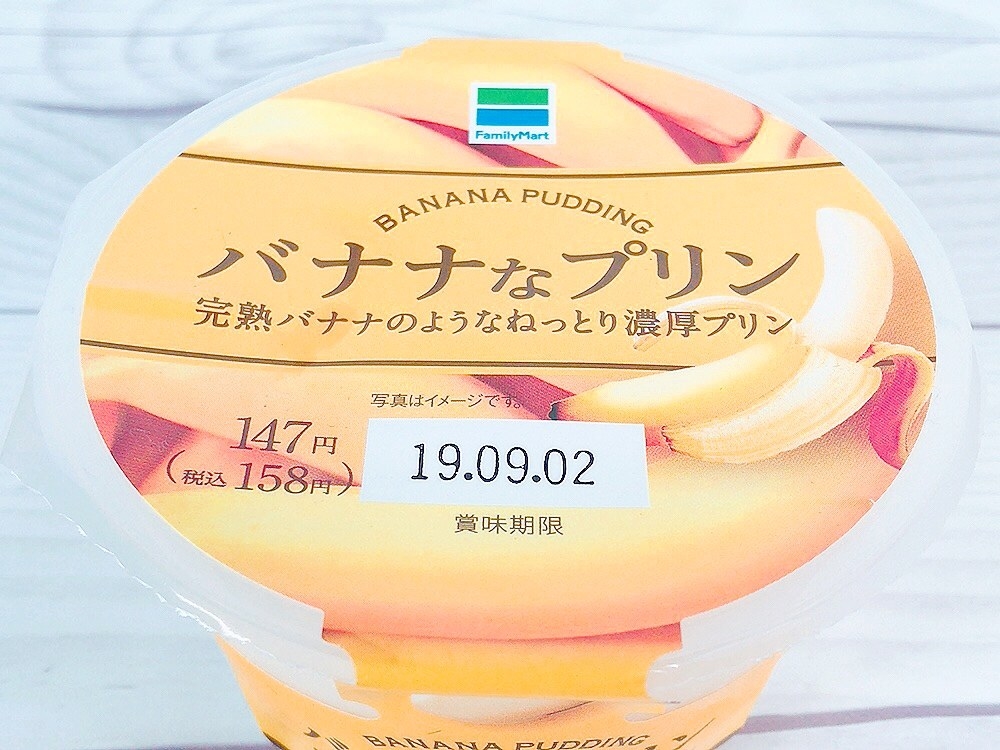 FamilyMart
BANANA PUDDING
バナナなプリン
完熟バナナのようなねっとり濃厚プリン
写真はイメージです。
147円
(税込 158円)
19.09.02
賞味期限
BANANA PUDDING